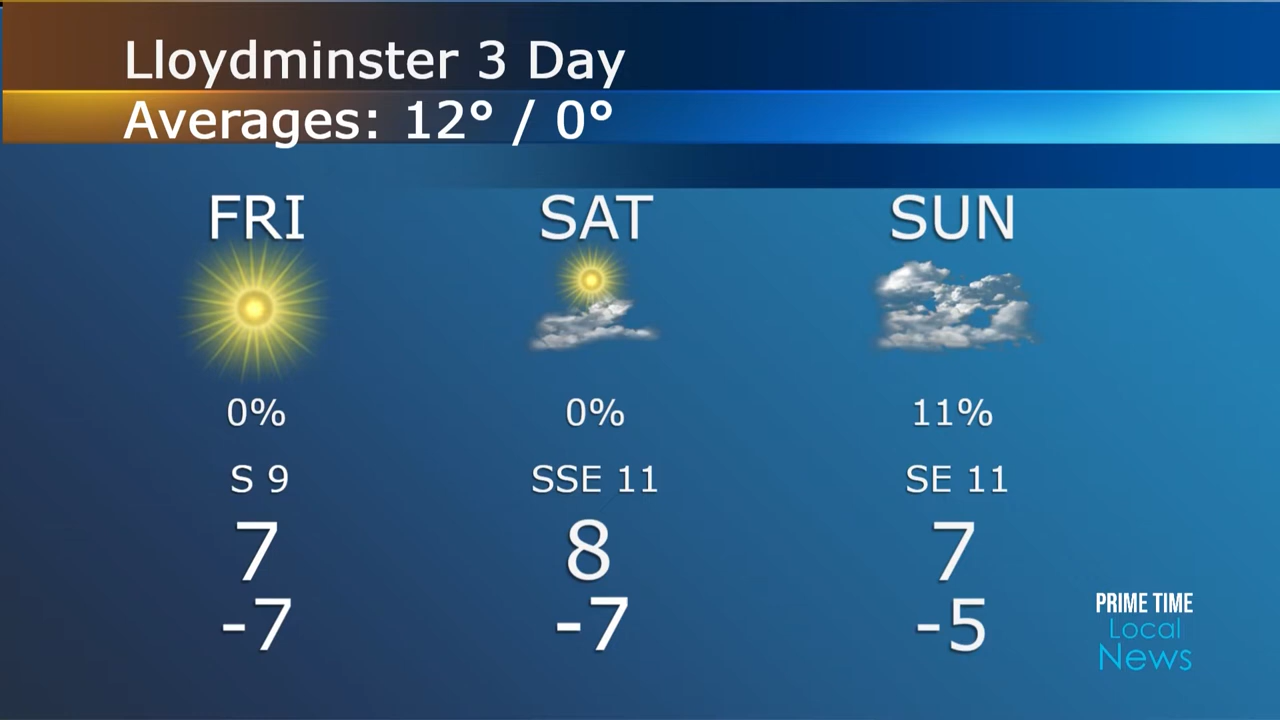 Lloydminster 3 Day
Averages: 12° / 0°
FRI SAT SUN
0% 0% 11%
S 9 SSE 11 SE 11
7 8 7
-7 -7 -5
PRIME TIME
Local
News